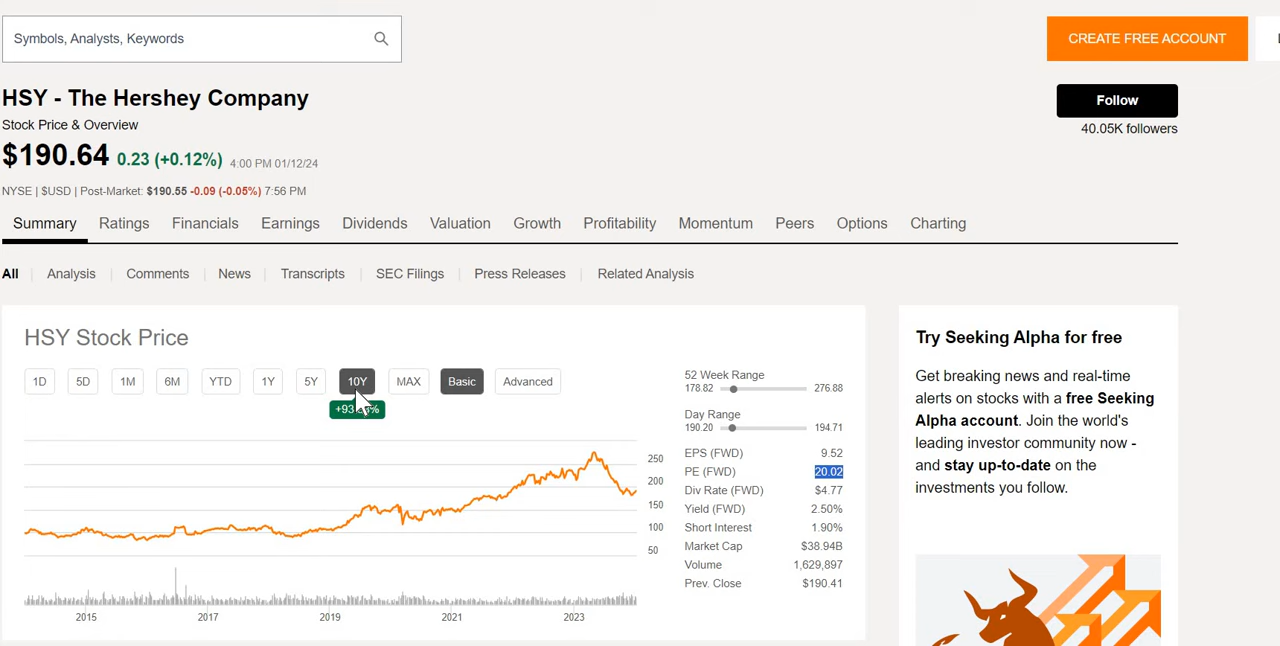 Symbols, Analysts, Keywords
CREATE FREE ACCOUNT
HSY - The Hershey Company
Follow
Stock Price & Overview
40.05K followers
$190.64 0.23 (+0.12%) 4:00 PM 01/12/24
NYSE | $USD | Post-Market: $190.55 -0.09 (-0.05%) 7:56 PM
Summary Ratings Financials Earnings Dividends Valuation Growth Profitability Momentum Peers Options Charting
All | Analysis | Comments | News | Transcripts | SEC Filings | Press Releases | Related Analysis
HSY Stock Price
1D 5D 1M 6M YTD 1Y 5Y 10Y MAX Basic Advanced
250
200
150
100
50
2015 2017 2019 2021 2023
52 Week Range
178.82 276.88
Day Range
190.20 194.71
EPS (FWD) 9.52
PE (FWD) 20.02
Div Rate (FWD) $4.77
Yield (FWD) 2.50%
Short Interest 1.90%
Market Cap $38.94B
Volume 1,629,897
Prev. Close $190.41
Try Seeking Alpha for free
Get breaking news and real-time
alerts on stocks with a free Seeking
Alpha account. Join the world's
leading investor community now -
and stay up-to-date on the
investments you follow.